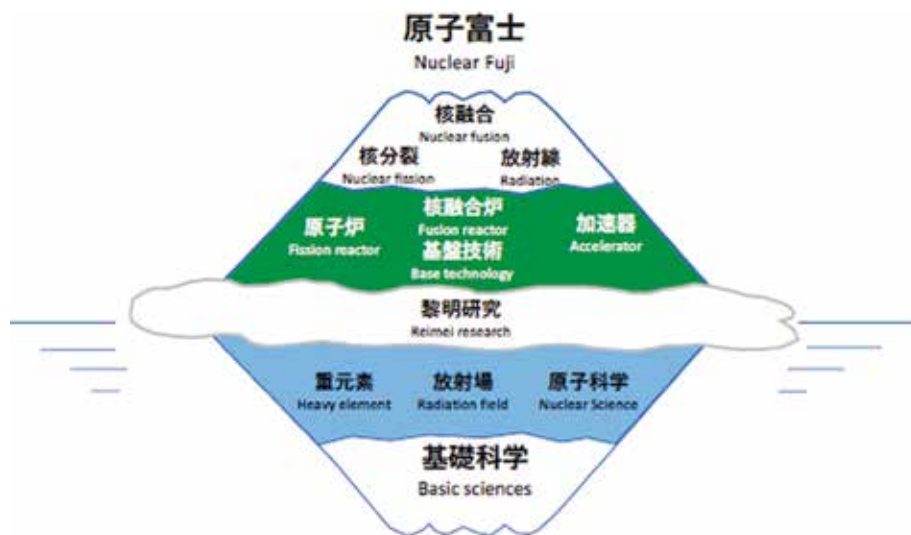 原子富士
Nuclear Fuji
核融合
Nuclear fusion
核分裂
Nuclear fission
放射線
Radiation
原子炉
Fission reactor
核融合炉
Fusion reactor
基盤技術
Base technology
加速器
Accelerator
黎明研究
Reimei research
重元素
Heavy element
放射場
Radiation field
原子科学
Nuclear Science
基礎科学
Basic sciences